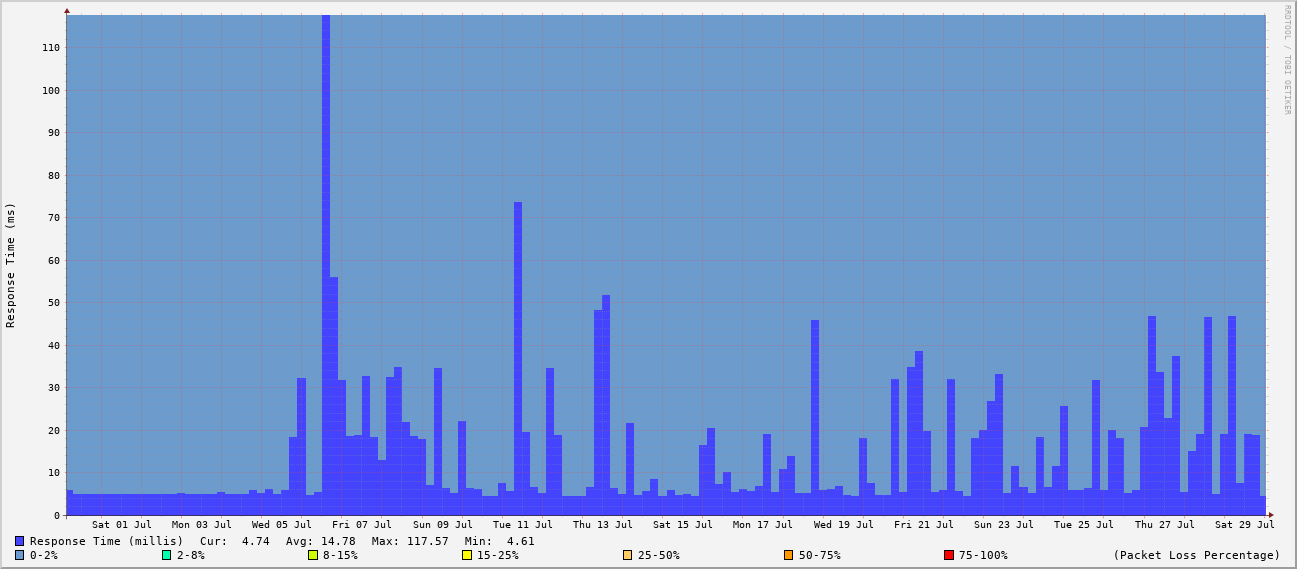 RRDTOOL / TOBI OETIKER
Response Time (ms)
110
100
90
80
70
60
50
40
30
20
10
0
Sat 01 Jul Mon 03 Jul Wed 05 Jul Fri 07 Jul Sun 09 Jul Tue 11 Jul Thu 13 Jul Sat 15 Jul Mon 17 Jul Wed 19 Jul Fri 21 Jul Sun 23 Jul Tue 25 Jul Thu 27 Jul Sat 29 Jul
Response Time (millis) Cur: 4.74 Avg: 14.78 Max: 117.57 Min: 4.61
0-2% 2-8% 8-15% 15-25% 25-50% 50-75% 75-100% (Packet Loss Percentage)